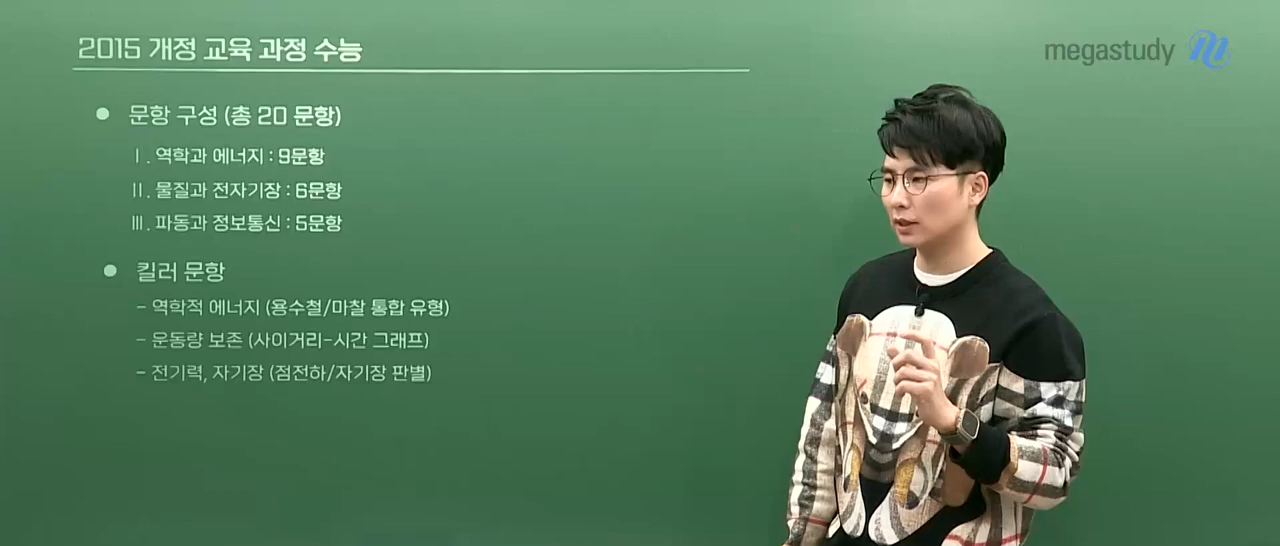 2015 개정 교육 과정 수능
megastudy
● 문항 구성 (총 20 문항)
Ⅰ. 역학과 에너지 : 9문항
Ⅱ. 물질과 전자기장 : 6문항
Ⅲ. 파동과 정보통신 : 5문항
● 킬러 문항
- 역학적 에너지 (용수철/마찰 통합 유형)
- 운동량 보존 (사이거리-시간 그래프)
- 전기력, 자기장 (점전하/자기장 판별)